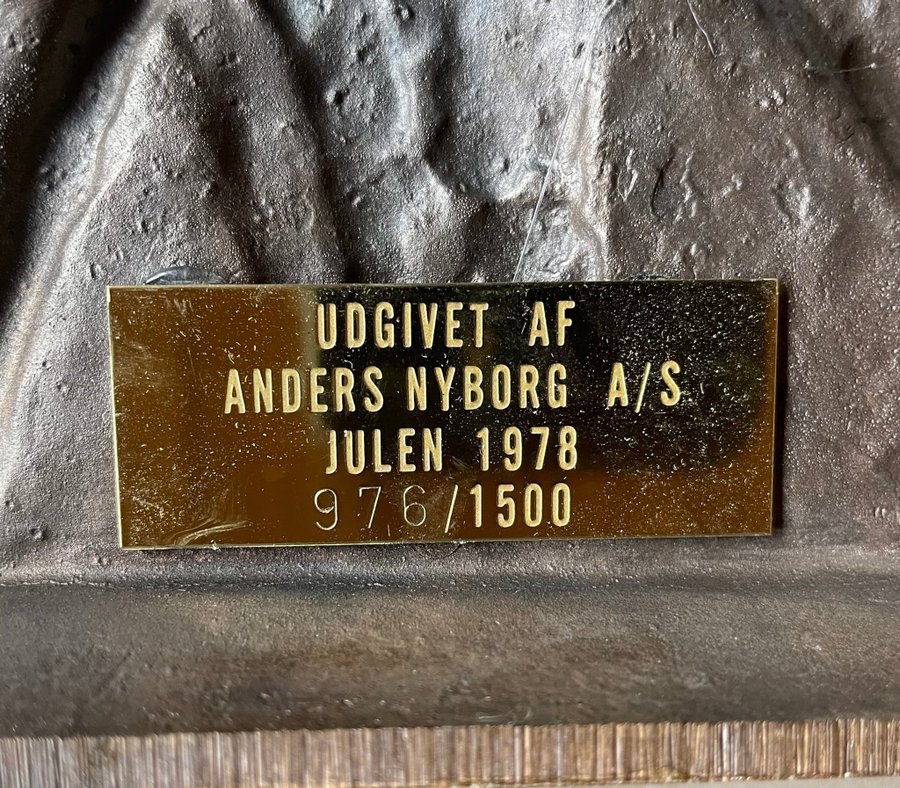 UDGIVET AF
ANDERS NYBORG A/S
JULEN 1978
976/1500